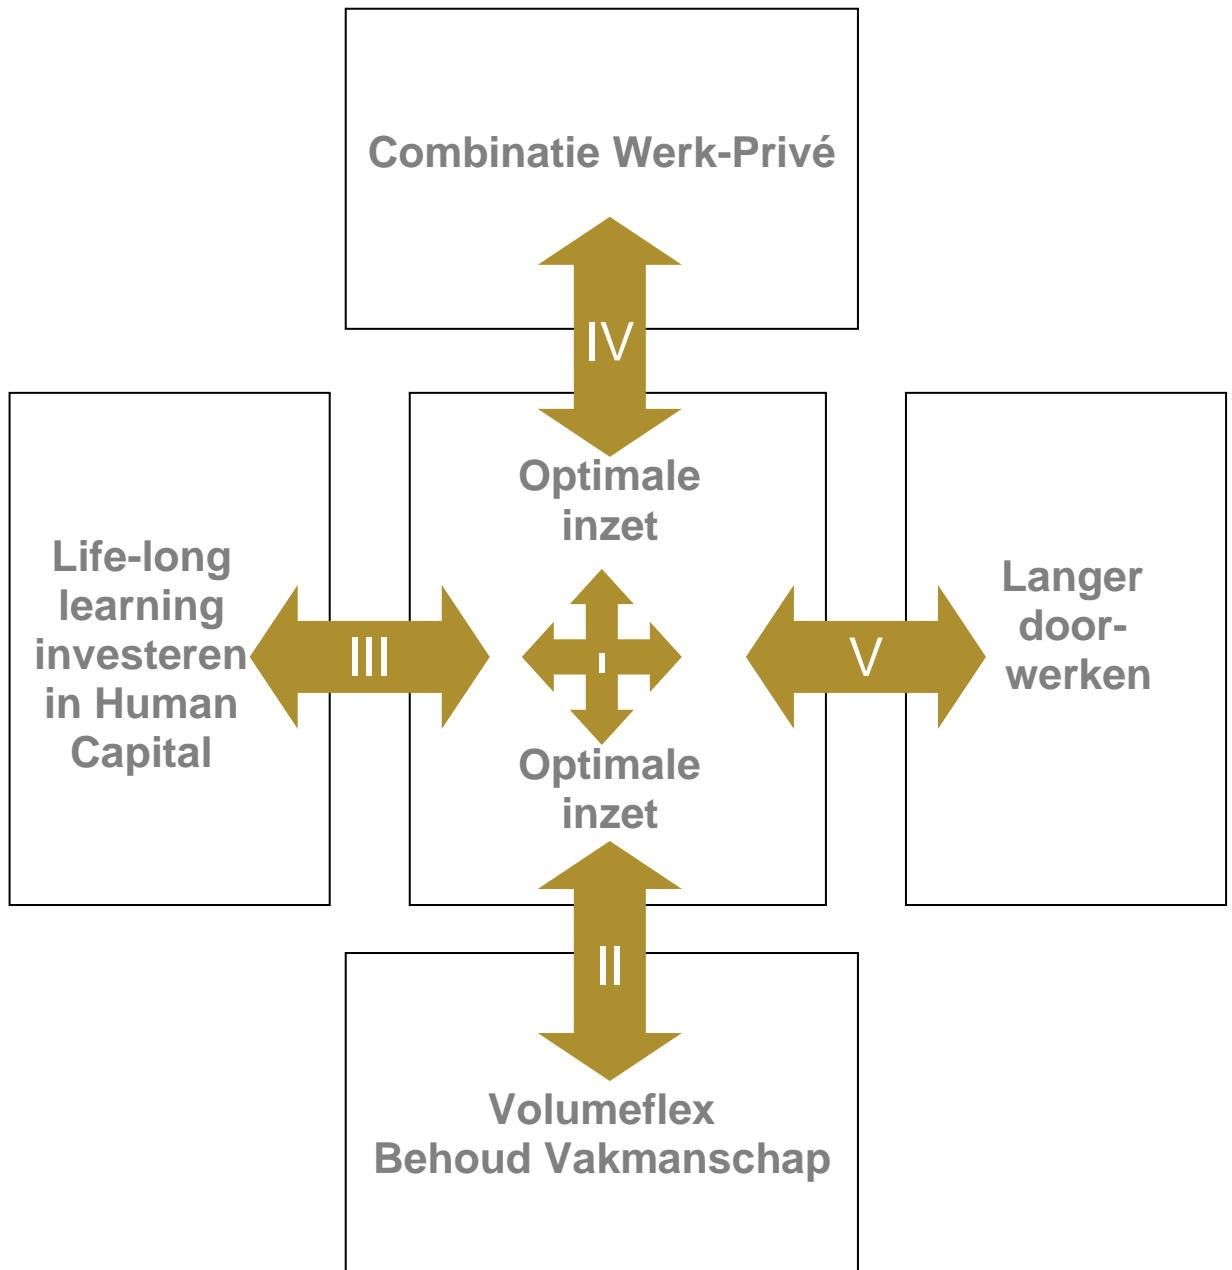 Combinatie Werk-Privé
IV
Optimale
inzet
Life-long
learning
investeren
in Human
Capital
III
I
V
Langer
door-
werken
Optimale
inzet
II
Volumeflex
Behoud Vakmanschap